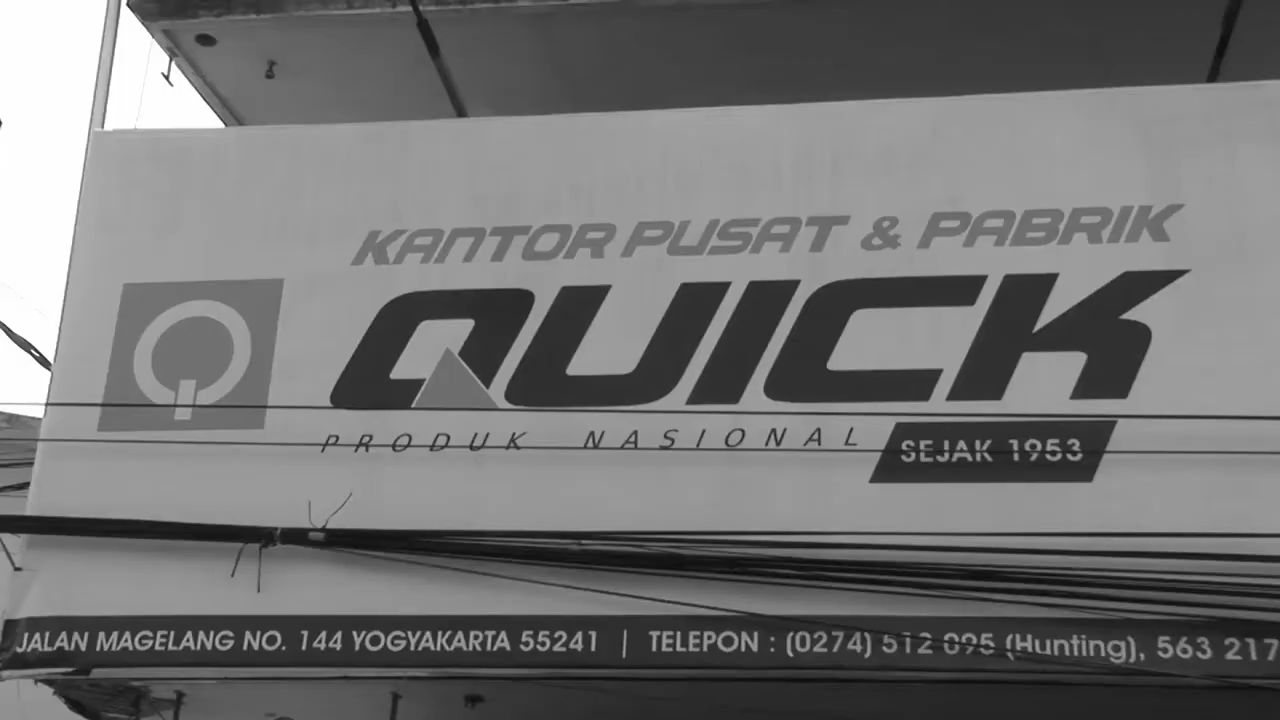 KANTOR PUSAT & PABRIK
QUICK
PRODUK NASIONAL
SEJAK 1953
JALAN MAGELANG NO. 144 YOGYAKARTA 55241 | TELEPON : (0274) 512 095 (Hunting), 563 217